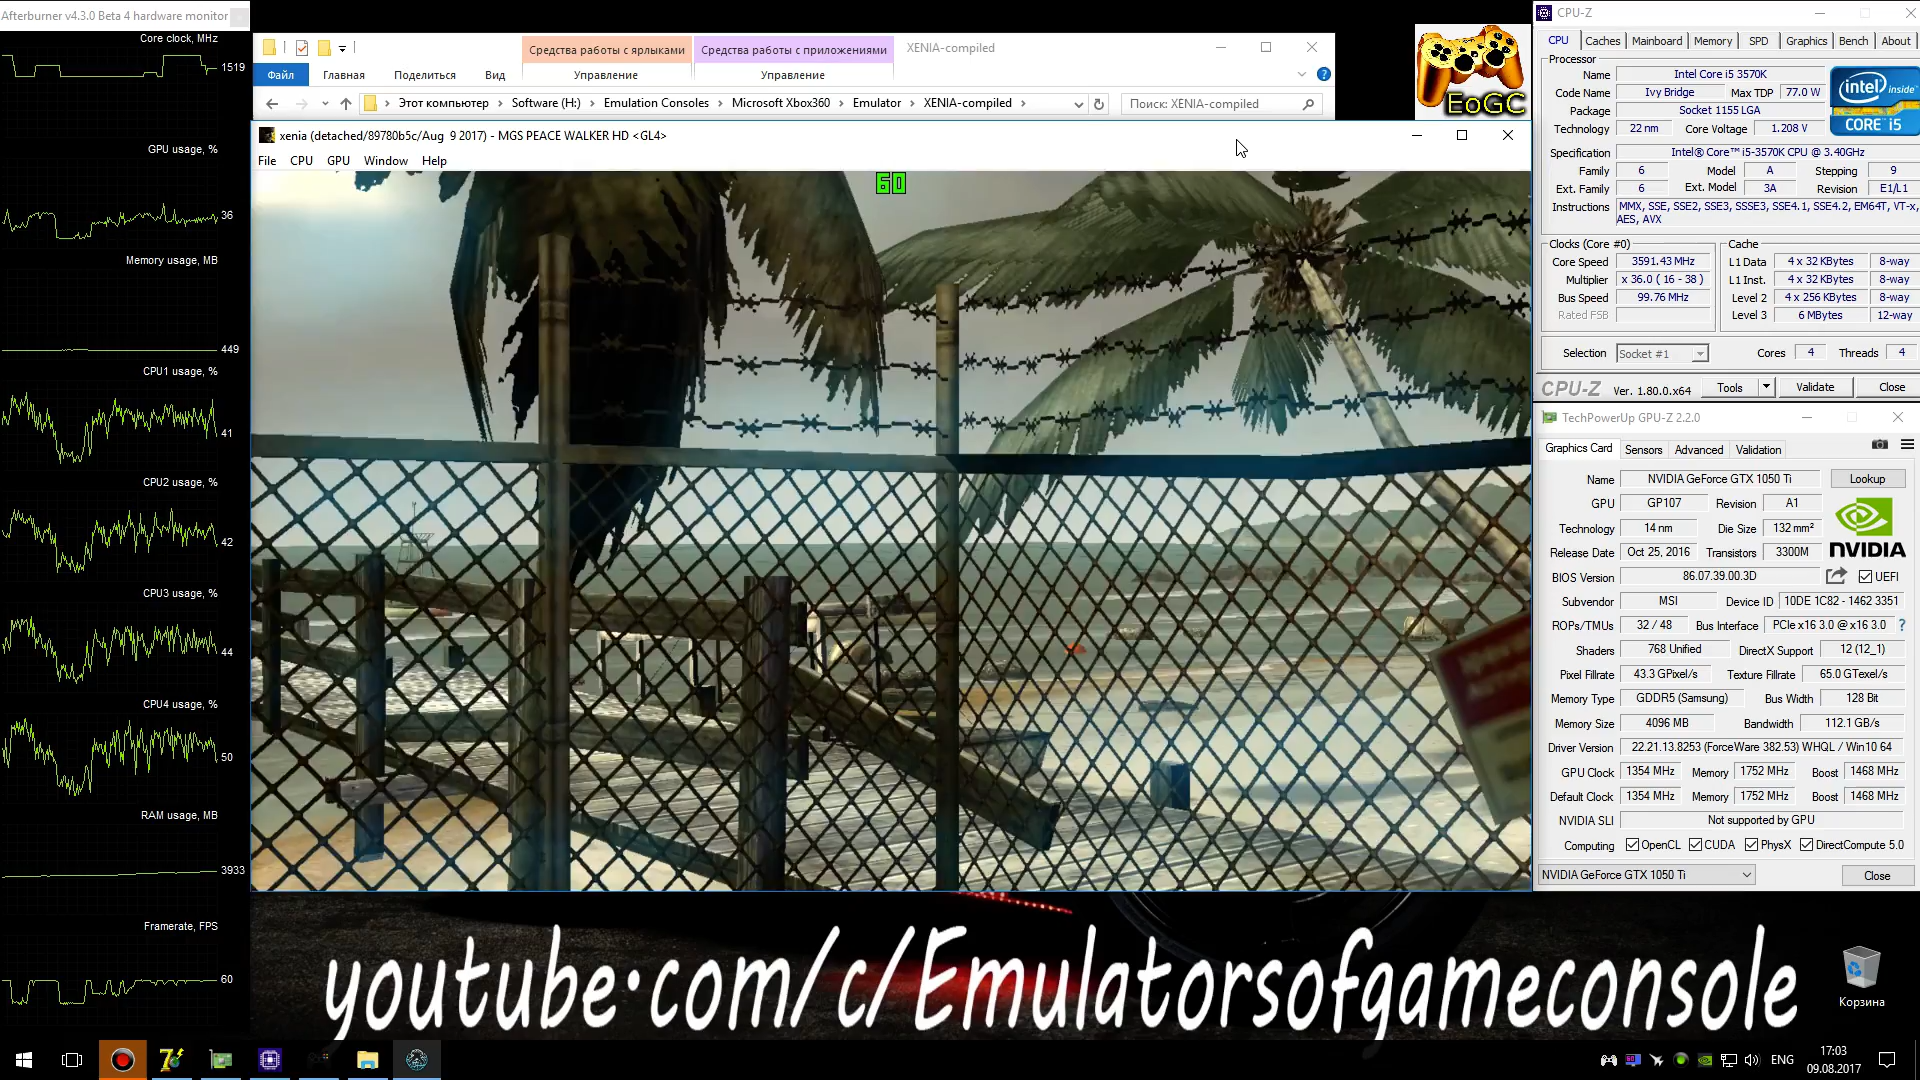 Afterburner v4.3.0 Beta 4 hardware monitor
Core clock, MHz
1519
GPU usage, %
36
Memory usage, MB
449
CPU1 usage, %
41
CPU2 usage, %
42
CPU3 usage, %
44
CPU4 usage, %
50
RAM usage, MB
3933
Framerate, FPS
60
Средства работы с ярлыками
Средства работы с приложениями
XENIA-compiled
Файл
Главная
Поделиться
Вид
Управление
Управление
Этот компьютер
Software (H:)
Emulation Consoles
Microsoft Xbox360
Emulator
XENIA-compiled
Поиск: XENIA-compiled
EoGC
xenia (detached/89780b5c/Aug 9 2017) - MGS PEACE WALKER HD <GL4>
File CPU GPU Window Help
60
CPU-Z
CPU Caches Mainboard Memory SPD Graphics Bench About
Processor
Name Intel Core i5 3570K
Code Name Ivy Bridge Max TDP 77.0 W
Package Socket 1155 LGA
Technology 22 nm Core Voltage 1.208 V
intel inside™
CORE i5
Specification Intel® Core™ i5-3570K CPU @ 3.40GHz
Family 6 Model A Stepping 9
Ext. Family 6 Ext. Model 3A Revision E1/L1
Instructions MMX, SSE, SSE2, SSE3, SSSE3, SSE4.1, SSE4.2, EM64T, VT-x,
AES, AVX
Clocks (Core #0)
Core Speed 3591.43 MHz
Multiplier x 36.0 ( 16 - 38 )
Bus Speed 99.76 MHz
Rated FSB
Cache
L1 Data 4 x 32 KBytes 8-way
L1 Inst. 4 x 32 KBytes 8-way
Level 2 4 x 256 KBytes 8-way
Level 3 6 MBytes 12-way
Selection Socket #1 Cores 4 Threads 4
CPU-Z Ver. 1.80.0.x64 Tools Validate Close
TechPowerUp GPU-Z 2.2.0
Graphics Card Sensors Advanced Validation
Name NVIDIA GeForce GTX 1050 Ti Lookup
GPU GP107 Revision A1
Technology 14 nm Die Size 132 mm²
Release Date Oct 25, 2016 Transistors 3300M
NVIDIA
BIOS Version 86.07.39.00.3D UEFI
Subvendor MSI Device ID 10DE 1C82 - 1462 3351
ROPs/TMUs 32 / 48 Bus Interface PCIe x16 3.0 @ x16 3.0 ?
Shaders 768 Unified DirectX Support 12 (12_1)
Pixel Fillrate 43.3 GPixel/s Texture Fillrate 65.0 GTexel/s
Memory Type GDDR5 (Samsung) Bus Width 128 Bit
Memory Size 4096 MB Bandwidth 112.1 GB/s
Driver Version 22.21.13.8253 (ForceWare 382.53) WHQL / Win10 64
GPU Clock 1354 MHz Memory 1752 MHz Boost 1468 MHz
Default Clock 1354 MHz Memory 1752 MHz Boost 1468 MHz
NVIDIA SLI Not supported by GPU
Computing OpenCL CUDA PhysX DirectCompute 5.0
NVIDIA GeForce GTX 1050 Ti Close
youtube.com/c/Emulatorsofgameconsole
Корзина
ENG
17:03
09.08.2017